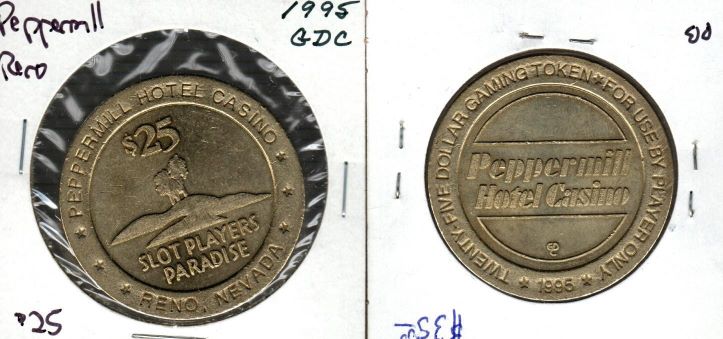 Peppermill
Reno
1995
GDC
PEPPERMILL HOTEL CASINO
$25
SLOT PLAYERS
PARADISE
RENO, NEVADA
$25
TWENTY-FIVE DOLLAR GAMING TOKEN★FOR USE BY PLAYER ONLY
Peppermill
Hotel Casino
★ 1995 ★